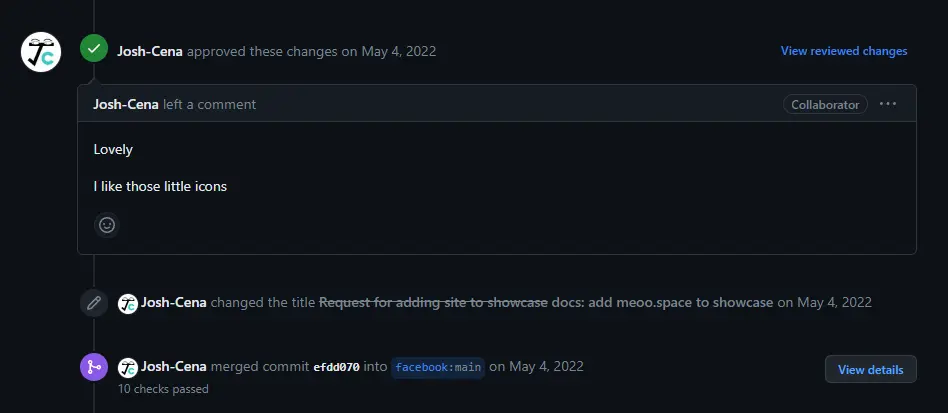 Josh-Cena approved these changes on May 4, 2022
View reviewed changes
Josh-Cena left a comment
Collaborator
Lovely
I like those little icons
Josh-Cena changed the title Request for adding site to showcase docs: add meoo.space to showcase on May 4, 2022
Josh-Cena merged commit efdd070 into facebook:main on May 4, 2022
View details
10 checks passed